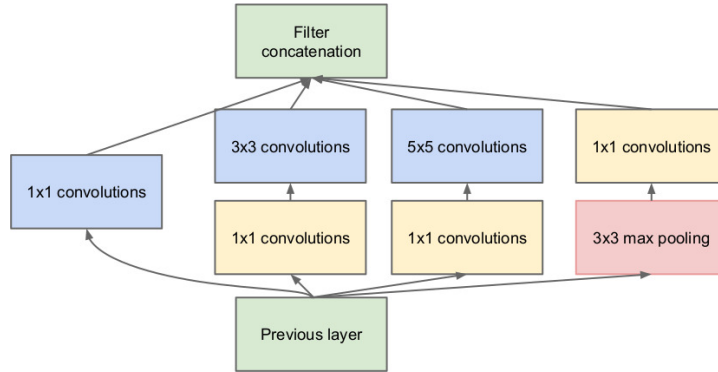 Filter
concatenation
3x3 convolutions
5x5 convolutions
1x1 convolutions
1x1 convolutions
1x1 convolutions
1x1 convolutions
3x3 max pooling
Previous layer